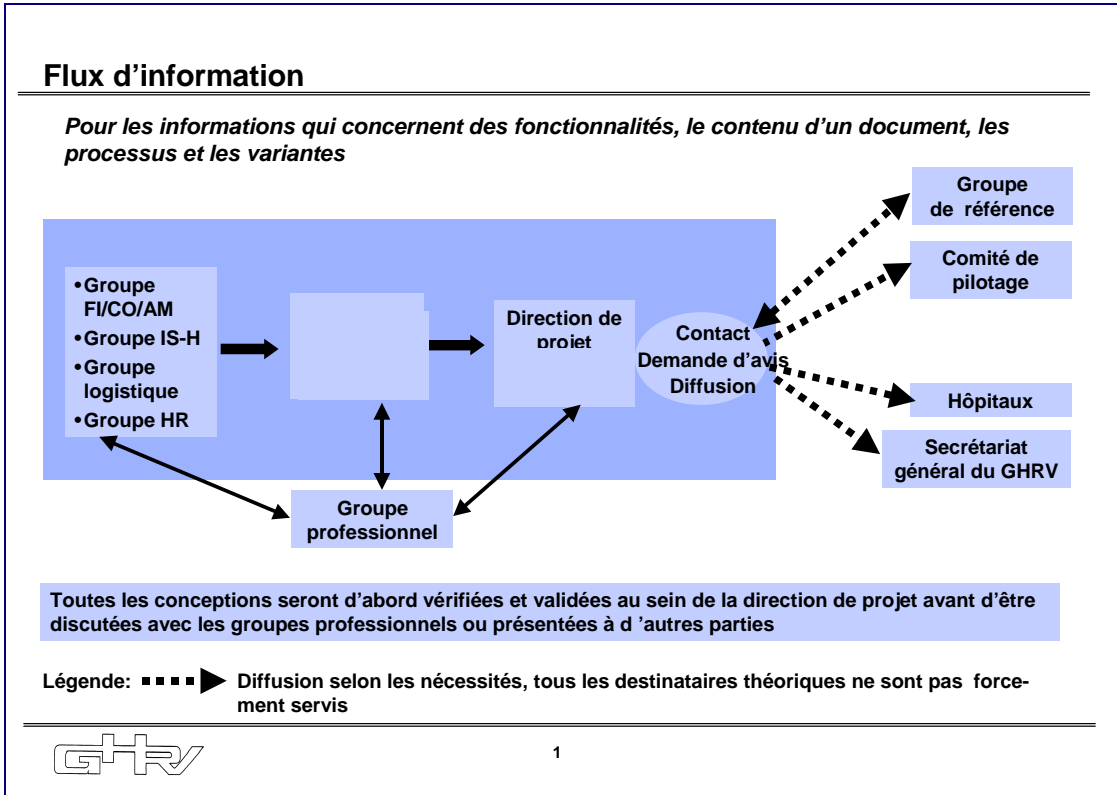 Flux d’information
Pour les informations qui concernent des fonctionnalités, le contenu d’un document, les
processus et les variantes
Groupe
de référence
Comité de
pilotage
•Groupe
FI/CO/AM
•Groupe IS-H
•Groupe
logistique
•Groupe HR
Direction de
projet
Contact
Demande d’avis
Diffusion
Hôpitaux
Secrétariat
général du GHRV
Groupe
professionnel
Toutes les conceptions seront d’abord vérifiées et validées au sein de la direction de projet avant d’être
discutées avec les groupes professionnels ou présentées à d ’autres parties
Légende:
Diffusion selon les nécessités, tous les destinataires théoriques ne sont pas force-
ment servis
GHRV
1